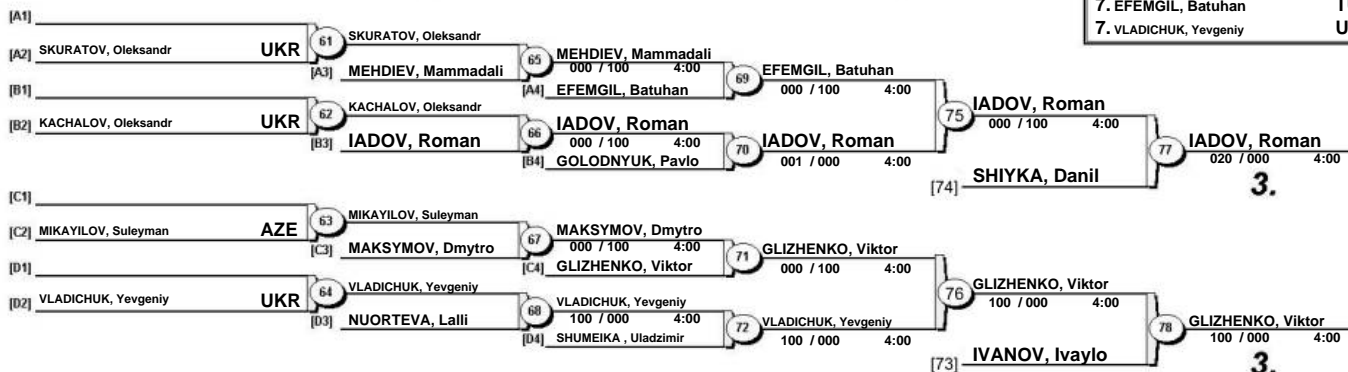 7. EFEMGIL, Batuhan
7. VLADICHUK, Yevgeniy
[A1]
[A2] SKURATOV, Oleksandr UKR
61
SKURATOV, Oleksandr
[A3] MEHDIEV, Mammadali
65
MEHDIEV, Mammadali
000 / 100 4:00
[A4] EFEMGIL, Batuhan
69
EFEMGIL, Batuhan
000 / 100 4:00
[B1]
[B2] KACHALOV, Oleksandr UKR
62
KACHALOV, Oleksandr
[B3] IADOV, Roman
66
IADOV, Roman
000 / 100 4:00
[B4] GOLODNYUK, Pavlo
70
IADOV, Roman
001 / 000 4:00
75
IADOV, Roman
000 / 100 4:00
[74] SHIYKA, Danil
77
IADOV, Roman
020 / 000 4:00
3.
[C1]
[C2] MIKAYILOV, Suleyman AZE
63
MIKAYILOV, Suleyman
[C3] MAKSYMOV, Dmytro
67
MAKSYMOV, Dmytro
000 / 100 4:00
[C4] GLIZHENKO, Viktor
71
GLIZHENKO, Viktor
000 / 100 4:00
[D1]
[D2] VLADICHUK, Yevgeniy UKR
64
VLADICHUK, Yevgeniy
[D3] NUORTEVA, Lalli
68
VLADICHUK, Yevgeniy
100 / 000 4:00
[D4] SHUMEIKA , Uladzimir
72
VLADICHUK, Yevgeniy
100 / 000 4:00
76
GLIZHENKO, Viktor
100 / 000 4:00
[73] IVANOV, Ivaylo
78
GLIZHENKO, Viktor
100 / 000 4:00
3.